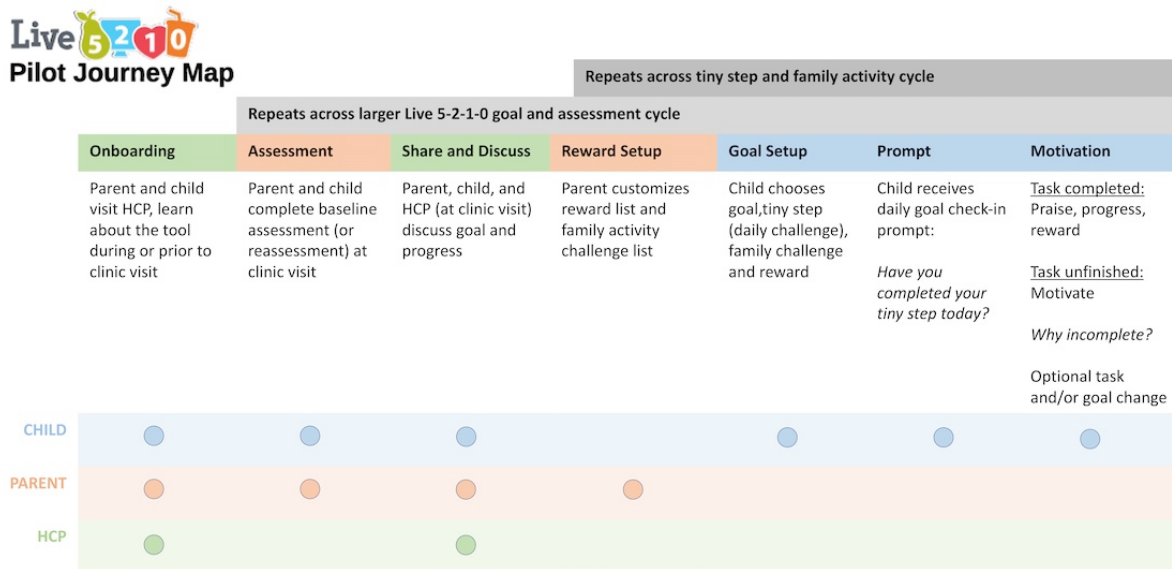 Live 5210
Pilot Journey Map
Repeats across tiny step and family activity cycle
Repeats across larger Live 5-2-1-0 goal and assessment cycle
Onboarding
Parent and child
visit HCP, learn
about the tool
during or prior to
clinic visit
Assessment
Parent and child
complete baseline
assessment (or
reassessment) at
clinic visit
Share and Discuss
Parent, child, and
HCP (at clinic visit)
discuss goal and
progress
Reward Setup
Parent customizes
reward list and
family activity
challenge list
Goal Setup
Child chooses
goal,tiny step
(daily challenge),
family challenge
and reward
Prompt
Child receives
daily goal check-in
prompt:
Have you
completed your
tiny step today?
Motivation
Task completed:
Praise, progress,
reward
Task unfinished:
Motivate
Why incomplete?
Optional task
and/or goal change
CHILD
PARENT
HCP